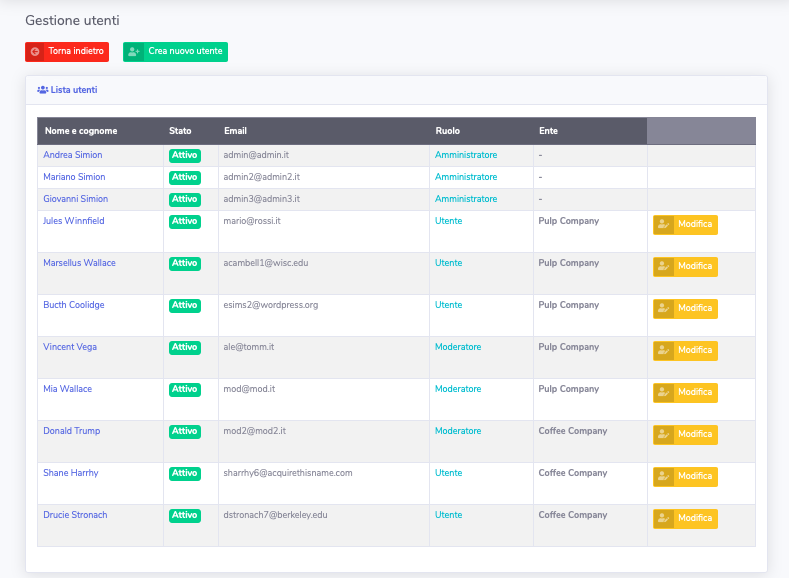 Gestione utenti
Torna indietro Crea nuovo utente
Lista utenti
Nome e cognome Stato Email Ruolo Ente
Andrea Simion Attivo admin@admin.it Amministratore -
Mariano Simion Attivo admin2@admin2.it Amministratore -
Giovanni Simion Attivo admin3@admin3.it Amministratore -
Jules Winnfield Attivo mario@rossi.it Utente Pulp Company Modifica
Marsellus Wallace Attivo acambell1@wisc.edu Utente Pulp Company Modifica
Bucth Coolidge Attivo esims2@wordpress.org Utente Pulp Company Modifica
Vincent Vega Attivo ale@tomm.it Moderatore Pulp Company Modifica
Mia Wallace Attivo mod@mod.it Moderatore Pulp Company Modifica
Donald Trump Attivo mod2@mod2.it Moderatore Coffee Company Modifica
Shane Harrhy Attivo sharrhy6@acquirethisname.com Utente Coffee Company Modifica
Drucie Stronach Attivo dstronach7@berkeley.edu Utente Coffee Company Modifica